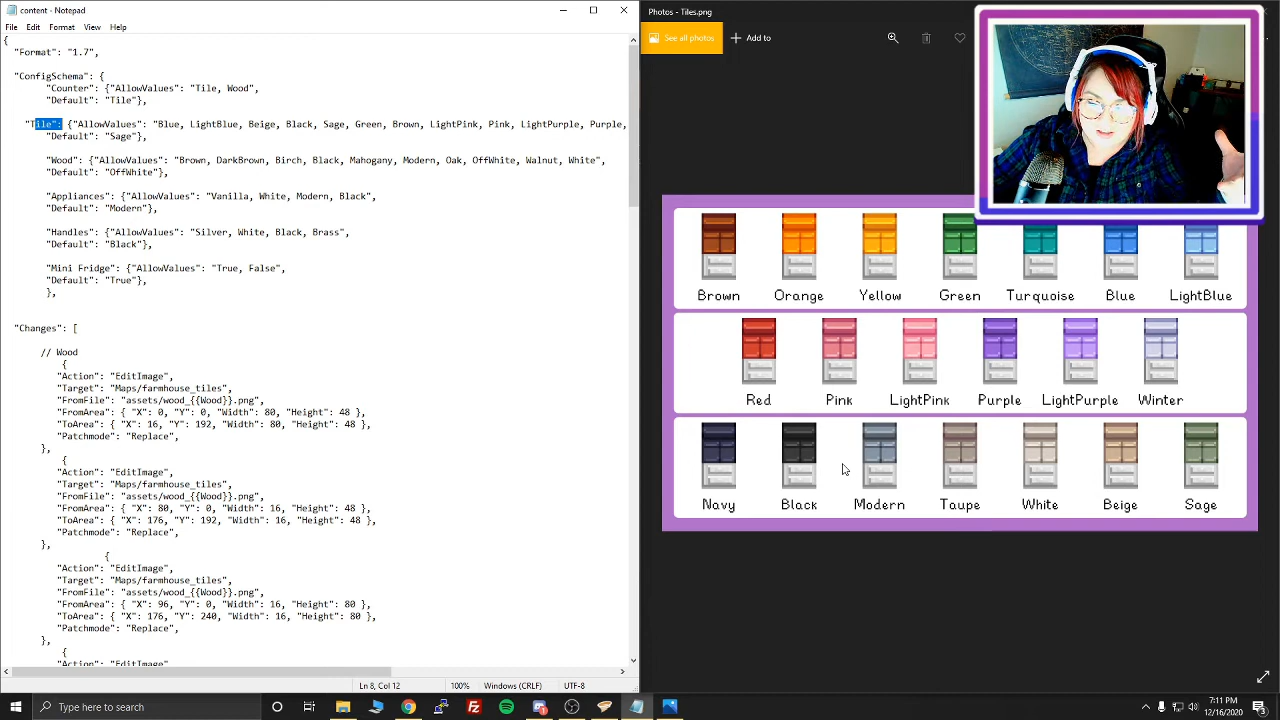 content - Notepad
File Edit Format View Help
{
"Format": "1.7",
"ConfigSchema": {
"Counter": {"AllowValues": "Tile, Wood",
"Default": "Tile"},
"Tile": {"AllowValues": "Blue, LightBlue, Beige, Black, Sage, Green, Brown, LightPink, Pink, LightPurple, Purple,
"Default": "Sage"},
"Wood": {"AllowValues": "Brown, DarkBrown, Birch, Black, Mahogany, Modern, Oak, OffWhite, Walnut, White",
"Default": "OffWhite"},
"Appliances": {"AllowValues": "Vanilla, White, Modern, Black",
"Default": "Modern"},
"Handles": {"AllowValues": "Silver, White, Black, Brass",
"Default": "Black"},
"Mini Fridge": {"AllowValues": "True, False",
"Default": "True"},
},
"Changes": [
// Wood
{
"Action": "EditImage",
"Target": "Maps/farmhouse_tiles",
"FromFile": "assets/wood_{{Wood}}.png",
"FromArea": { "X": 0, "Y": 0, "Width": 80, "Height": 48 },
"ToArea": { "X": 16, "Y": 192, "Width": 80, "Height": 48 },
"Patchmode": "Replace",
},
{
"Action": "EditImage",
"Target": "Maps/farmhouse_tiles",
"FromFile": "assets/wood_{{Wood}}.png",
"FromArea": { "X": 80, "Y": 0, "Width": 16, "Height": 48 },
"ToArea": { "X": 176, "Y": 192, "Width": 16, "Height": 48 },
"Patchmode": "Replace",
},
{
"Action": "EditImage",
"Target": "Maps/farmhouse_tiles",
"FromFile": "assets/wood_{{Wood}}.png",
"FromArea": { "X": 96, "Y": 0, "Width": 16, "Height": 80 },
"ToArea": { "X": 176, "Y": 240, "Width": 16, "Height": 80 },
"Patchmode": "Replace",
},
{
"Action": "EditImage",
Ln 8, Col 12 100% Windows (CRLF) UTF-8
Photos - Tiles.png
See all photos Add to
Brown Orange Yellow Green Turquoise Blue LightBlue
Red Pink LightPink Purple LightPurple Winter
Navy Black Modern Taupe White Beige Sage
Type here to search
7:11 PM
12/16/2020